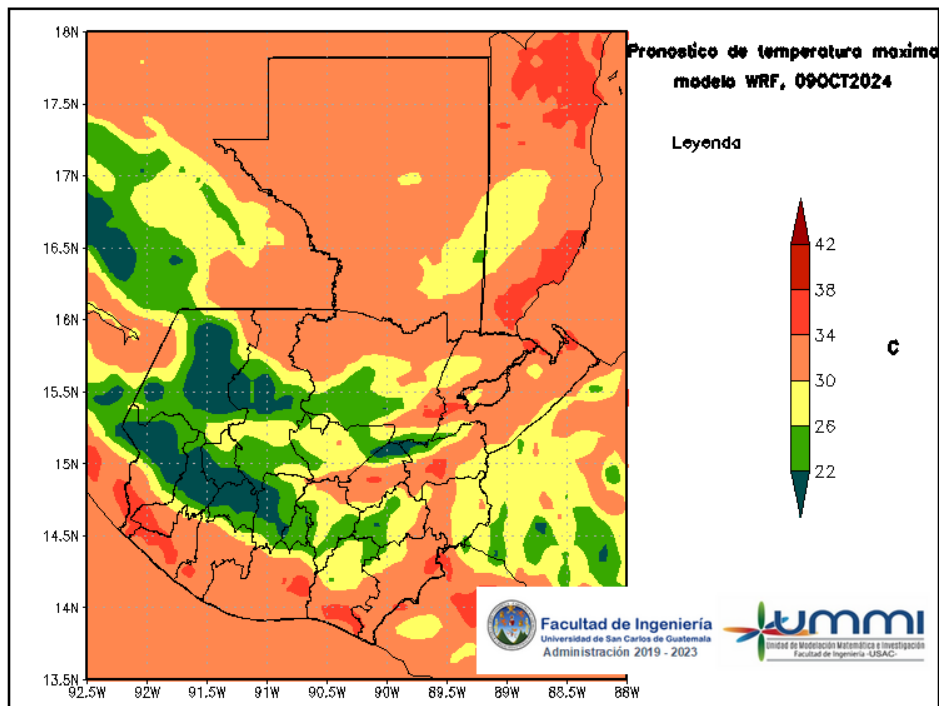 Pronostico de temperatura maxima
modelo WRF, 09OCT2024
Leyenda
42
38
34
30
26
22
C
18N
17.5N
17N
16.5N
16N
15.5N
15N
14.5N
14N
13.5N
92.5W 92W 91.5W 91W 90.5W 90W 89.5W 89W 88.5W 88W
Facultad de Ingeniería
Universidad de San Carlos de Guatemala
Administración 2019 - 2023
ummi
Unidad de Modelación Matemática e Investigación
Facultad de Ingeniería -USAC-